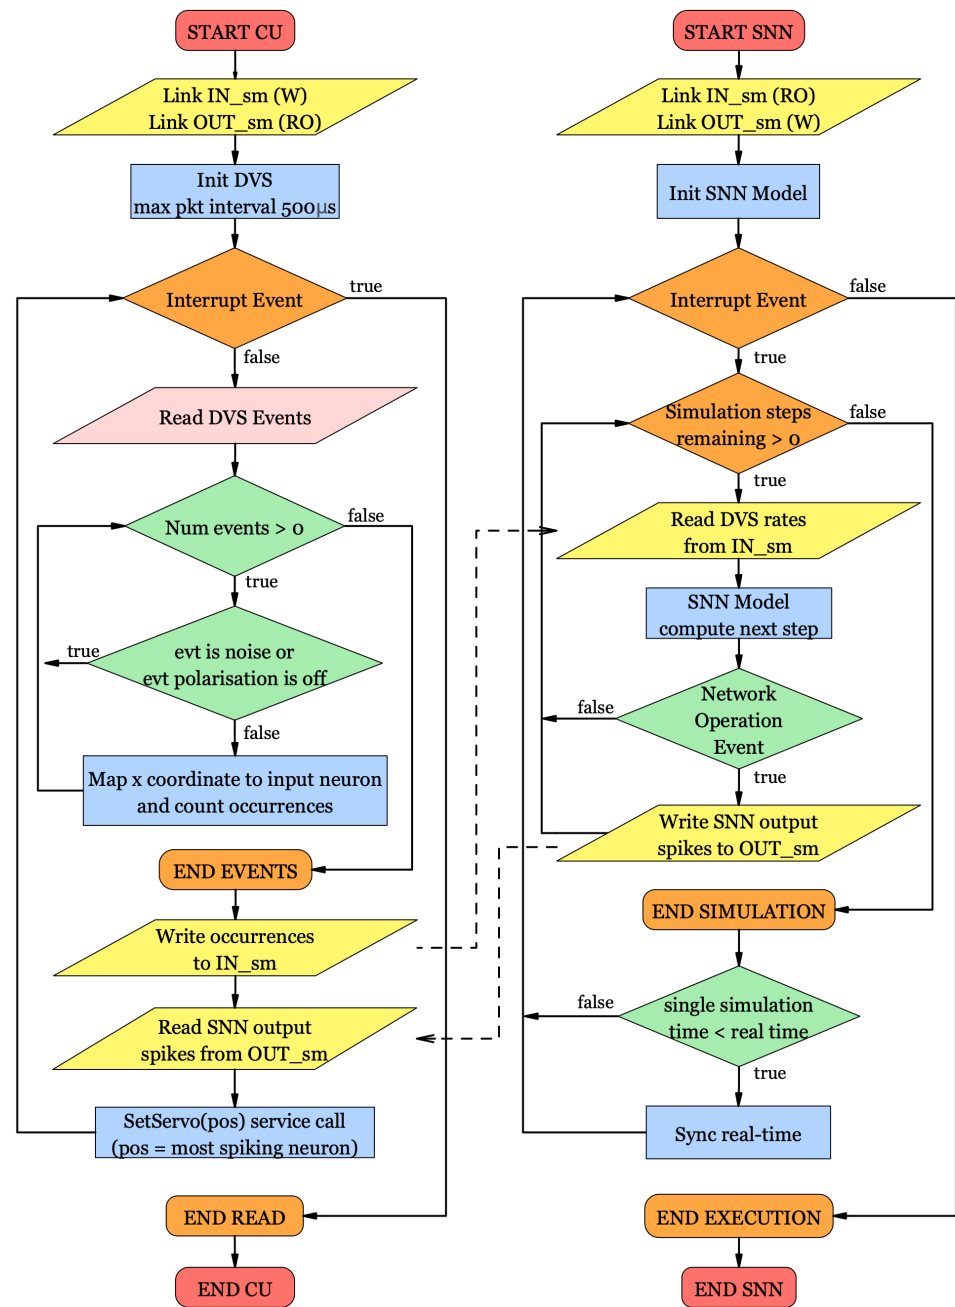 START CU
Link IN_sm (W)
Link OUT_sm (RO)
Init DVS
max pkt interval 500µs
Interrupt Event
true
false
Read DVS Events
Num events > 0
false
true
evt is noise or
evt polarisation is off
true
false
Map x coordinate to input neuron
and count occurrences
END EVENTS
Write occurrences
to IN_sm
Read SNN output
spikes from OUT_sm
SetServo(pos) service call
(pos = most spiking neuron)
END READ
END CU
START SNN
Link IN_sm (RO)
Link OUT_sm (W)
Init SNN Model
Interrupt Event
false
true
Simulation steps
remaining > 0
false
true
Read DVS rates
from IN_sm
SNN Model
compute next step
Network
Operation
Event
false
true
Write SNN output
spikes to OUT_sm
END SIMULATION
single simulation
time < real time
false
true
Sync real-time
END EXECUTION
END SNN